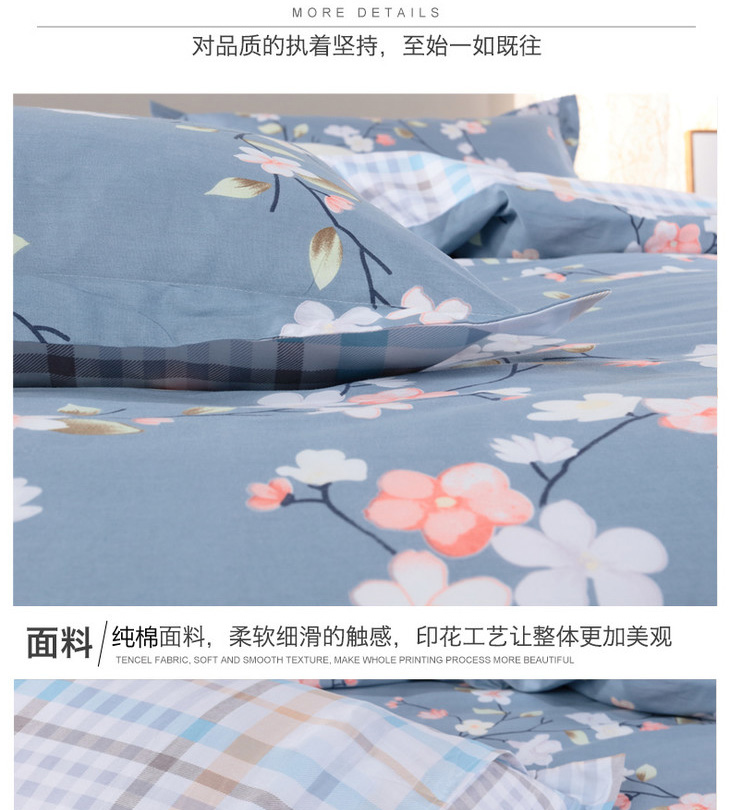 MORE DETAILS
对品质的执着坚持，至始一如既往
面料/纯棉面料，柔软细滑的触感，印花工艺让整体更加美观
TENCEL FABRIC, SOFT AND SMOOTH TEXTURE, MAKE WHOLE PRINTING PROCESS MORE BEAUTIFUL